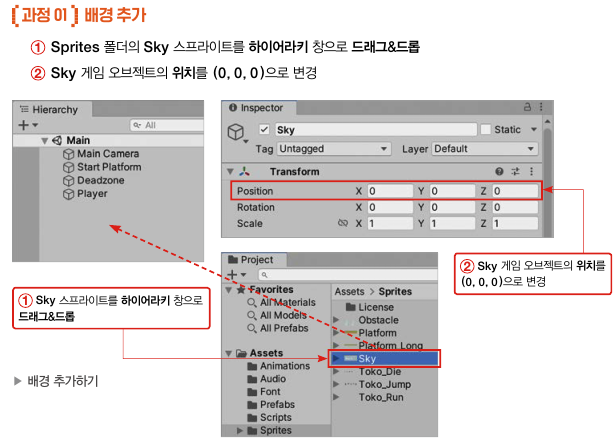 [과정 01] 배경 추가
① Sprites 폴더의 Sky 스프라이트를 하이어라키 창으로 드래그&드롭
② Sky 게임 오브젝트의 위치를 (0, 0, 0)으로 변경
Hierarchy
All
Main
Main Camera
Start Platform
Deadzone
Player
Inspector
Sky
Static
Tag Untagged
Layer Default
Transform
Position X 0 Y 0 Z 0
Rotation X 0 Y 0 Z 0
Scale X 1 Y 1 Z 1
② Sky 게임 오브젝트의 위치를
(0, 0, 0)으로 변경
Project
Favorites
All Materials
All Models
All Prefabs
Assets
Animations
Audio
Font
Prefabs
Scripts
Sprites
Assets > Sprites
License
Obstacle
Platform
Platform_Long
Sky
Toko_Die
Toko_Jump
Toko_Run
① Sky 스프라이트를 하이어라키 창으로
드래그&드롭
▶ 배경 추가하기